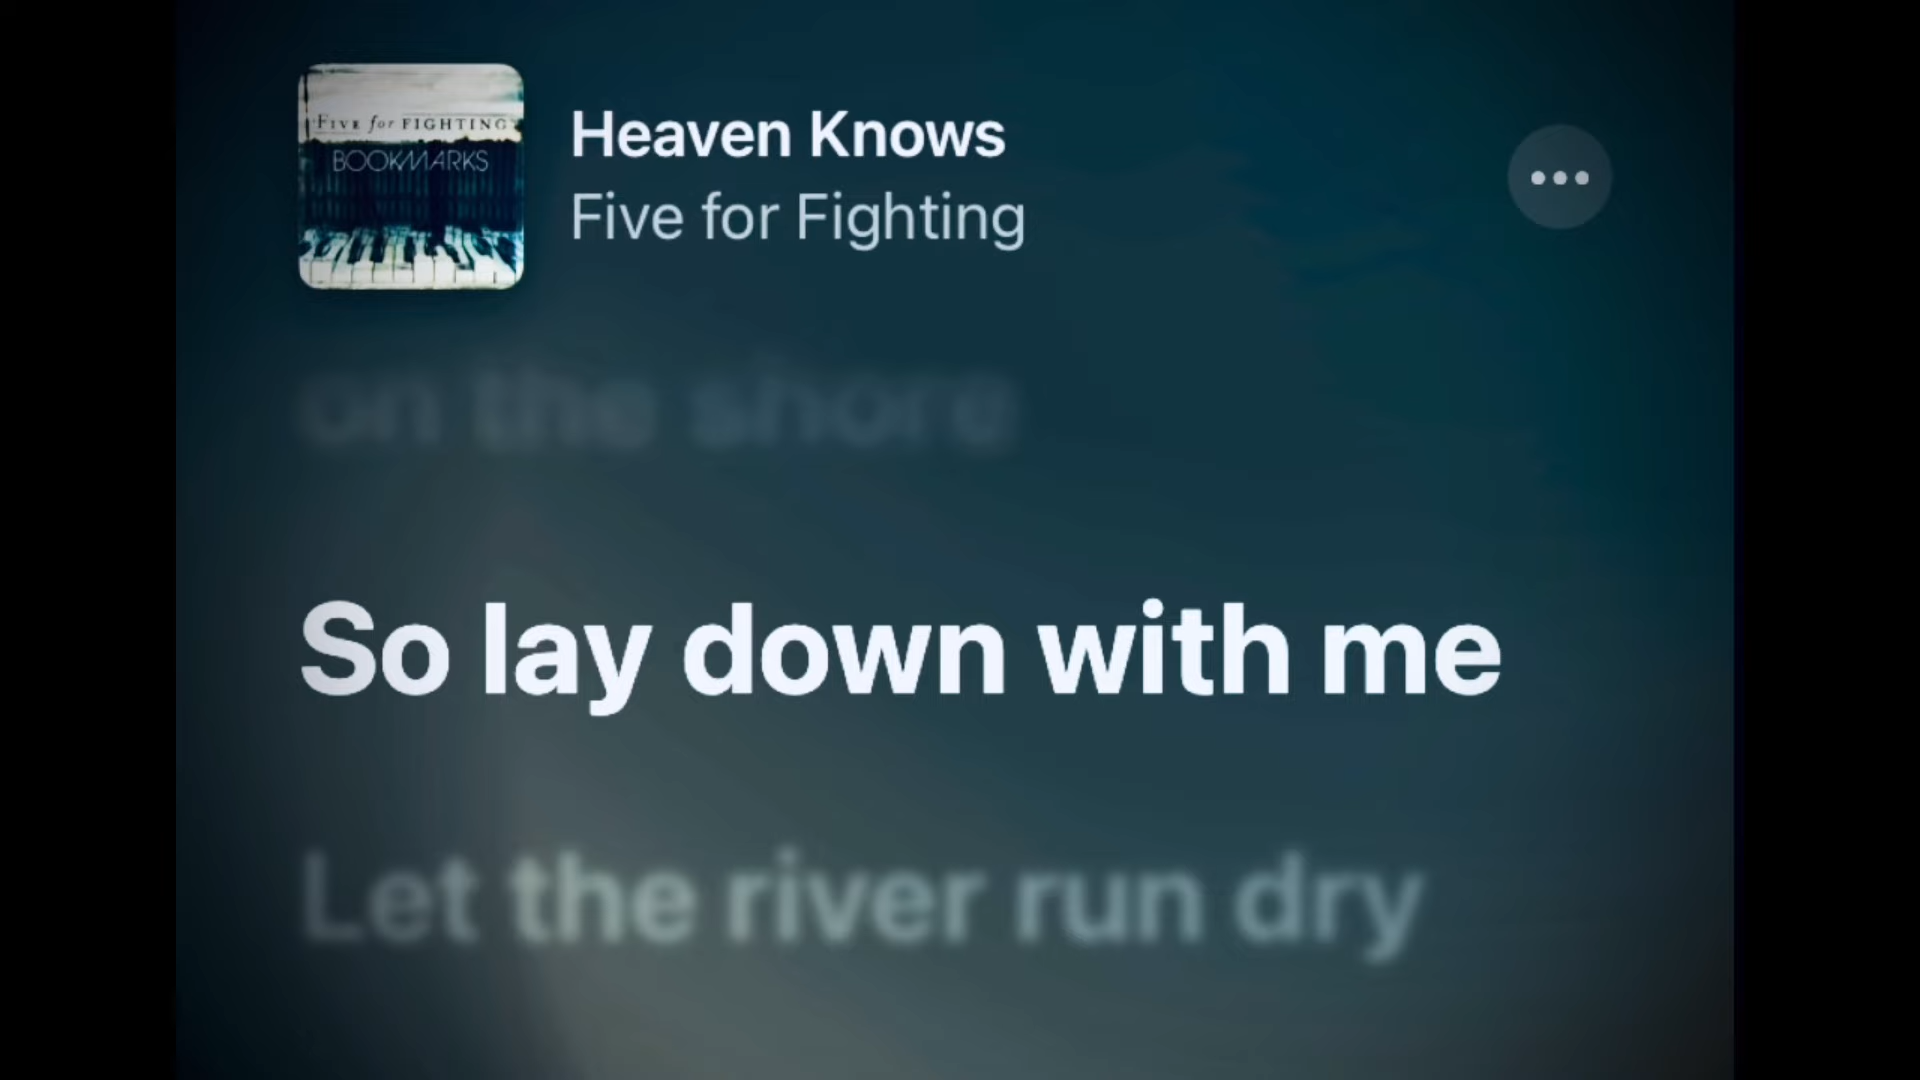 FIVE for FIGHTING
BOOKMARKS
Heaven Knows
Five for Fighting
on the shore
So lay down with me
Let the river run dry